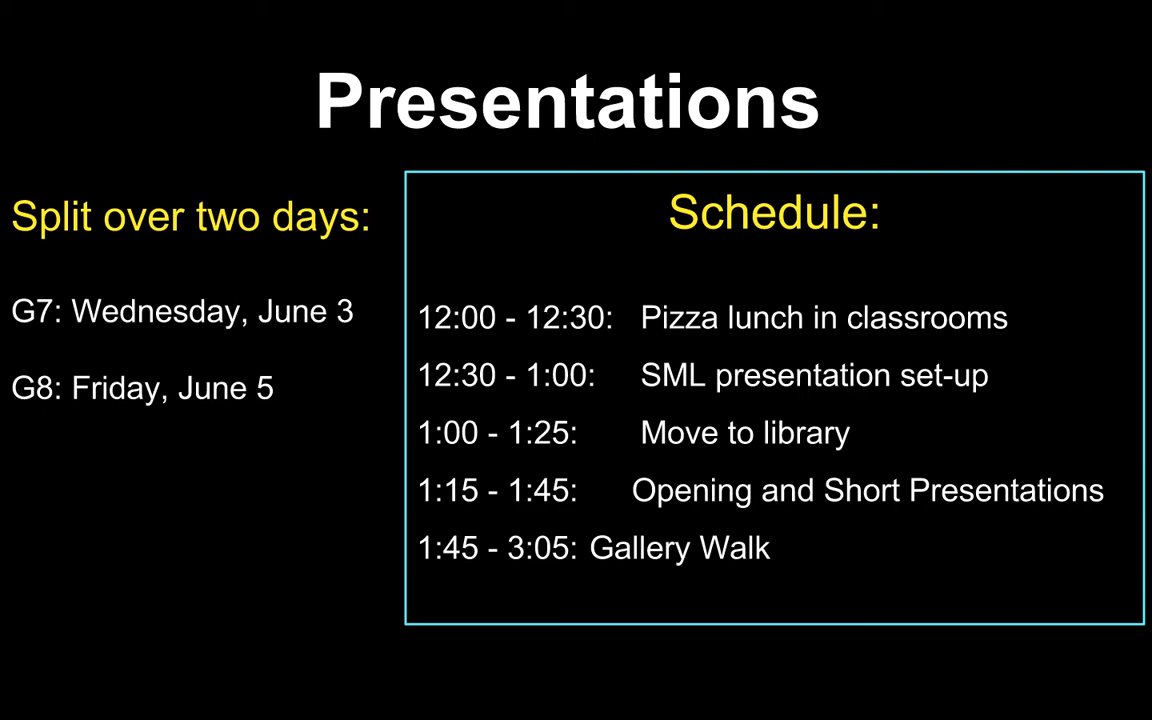 Presentations
Split over two days:
G7: Wednesday, June 3
G8: Friday, June 5
Schedule:
12:00 - 12:30: Pizza lunch in classrooms
12:30 - 1:00: SML presentation set-up
1:00 - 1:25: Move to library
1:15 - 1:45: Opening and Short Presentations
1:45 - 3:05: Gallery Walk